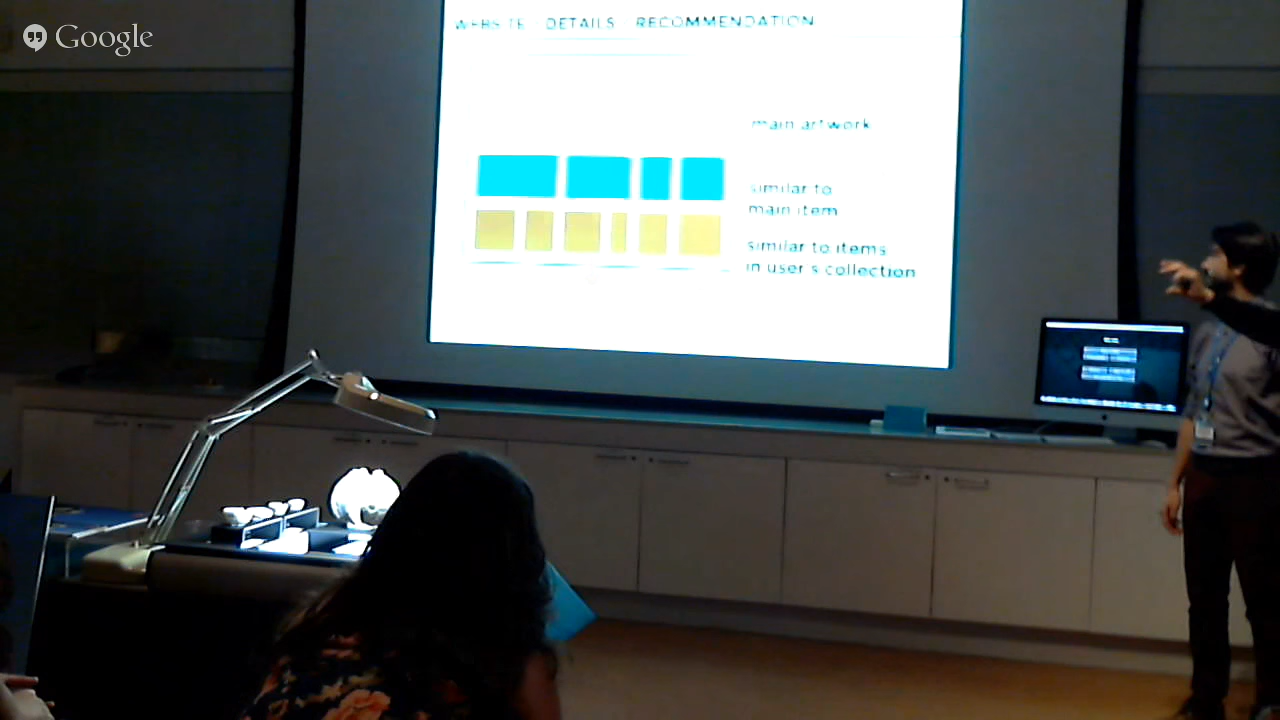 Google
WEBSITE / DETAILS / RECOMMENDATION
main artwork
similar to
main item
similar to items
in user's collection